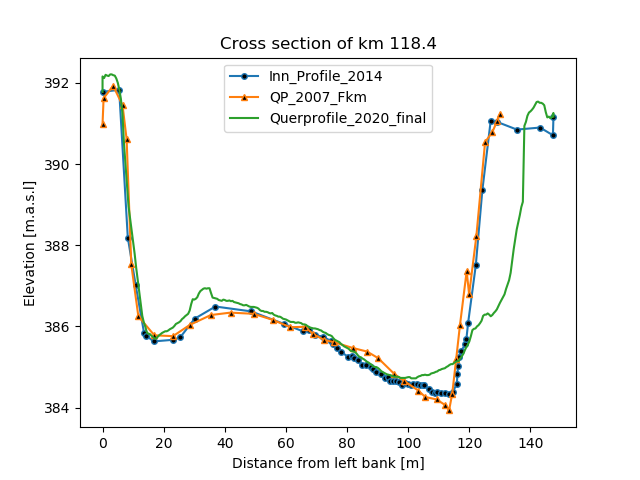 Cross section of km 118.4
Inn_Profile_2014
QP_2007_Fkm
Querprofile_2020_final
Elevation [m.a.s.l]
392
390
388
386
384
0 20 40 60 80 100 120 140
Distance from left bank [m]